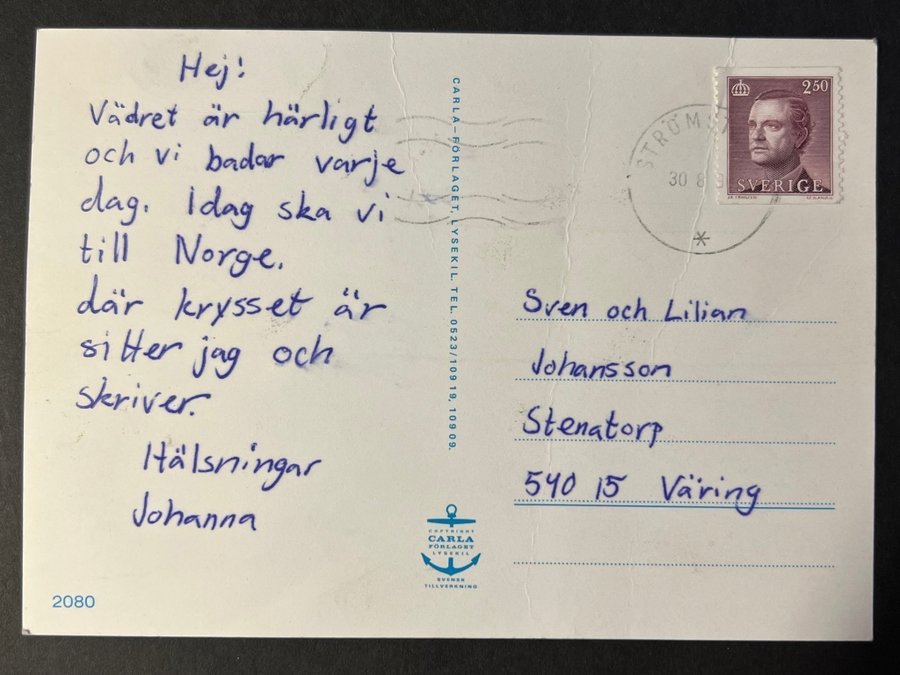 Hej!
Vädret är härligt
och vi badar varje
dag. Idag ska vi
till Norge.
där krysset är
sitter jag och
skriver.
Hälsningar
Johanna
2080
CARLA-FÖRLAGET, LYSEKIL. TEL. 0523/109 19, 109 09.
COPYRIGHT
CARLA
FÖRLAGET
LYSEKIL
SVENSK
TILLVERKNING
2.50
SVERIGE
30 8
Sven och Lilian
Johansson
Stenatorp
540 15 Väring